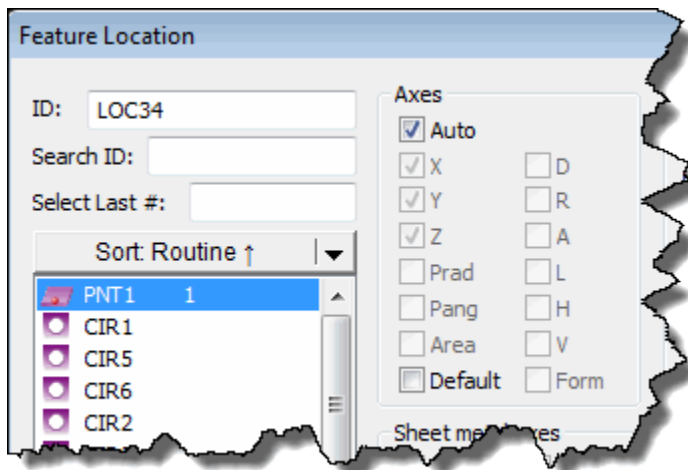 Feature Location
ID: LOC34
Search ID:
Select Last #:
Sort: Routine ↑
PNT1 1
CIR1
CIR5
CIR6
CIR2
Axes
Auto
X D
Y R
Z A
Prad L
Pang H
Area V
Default Form
Sheet